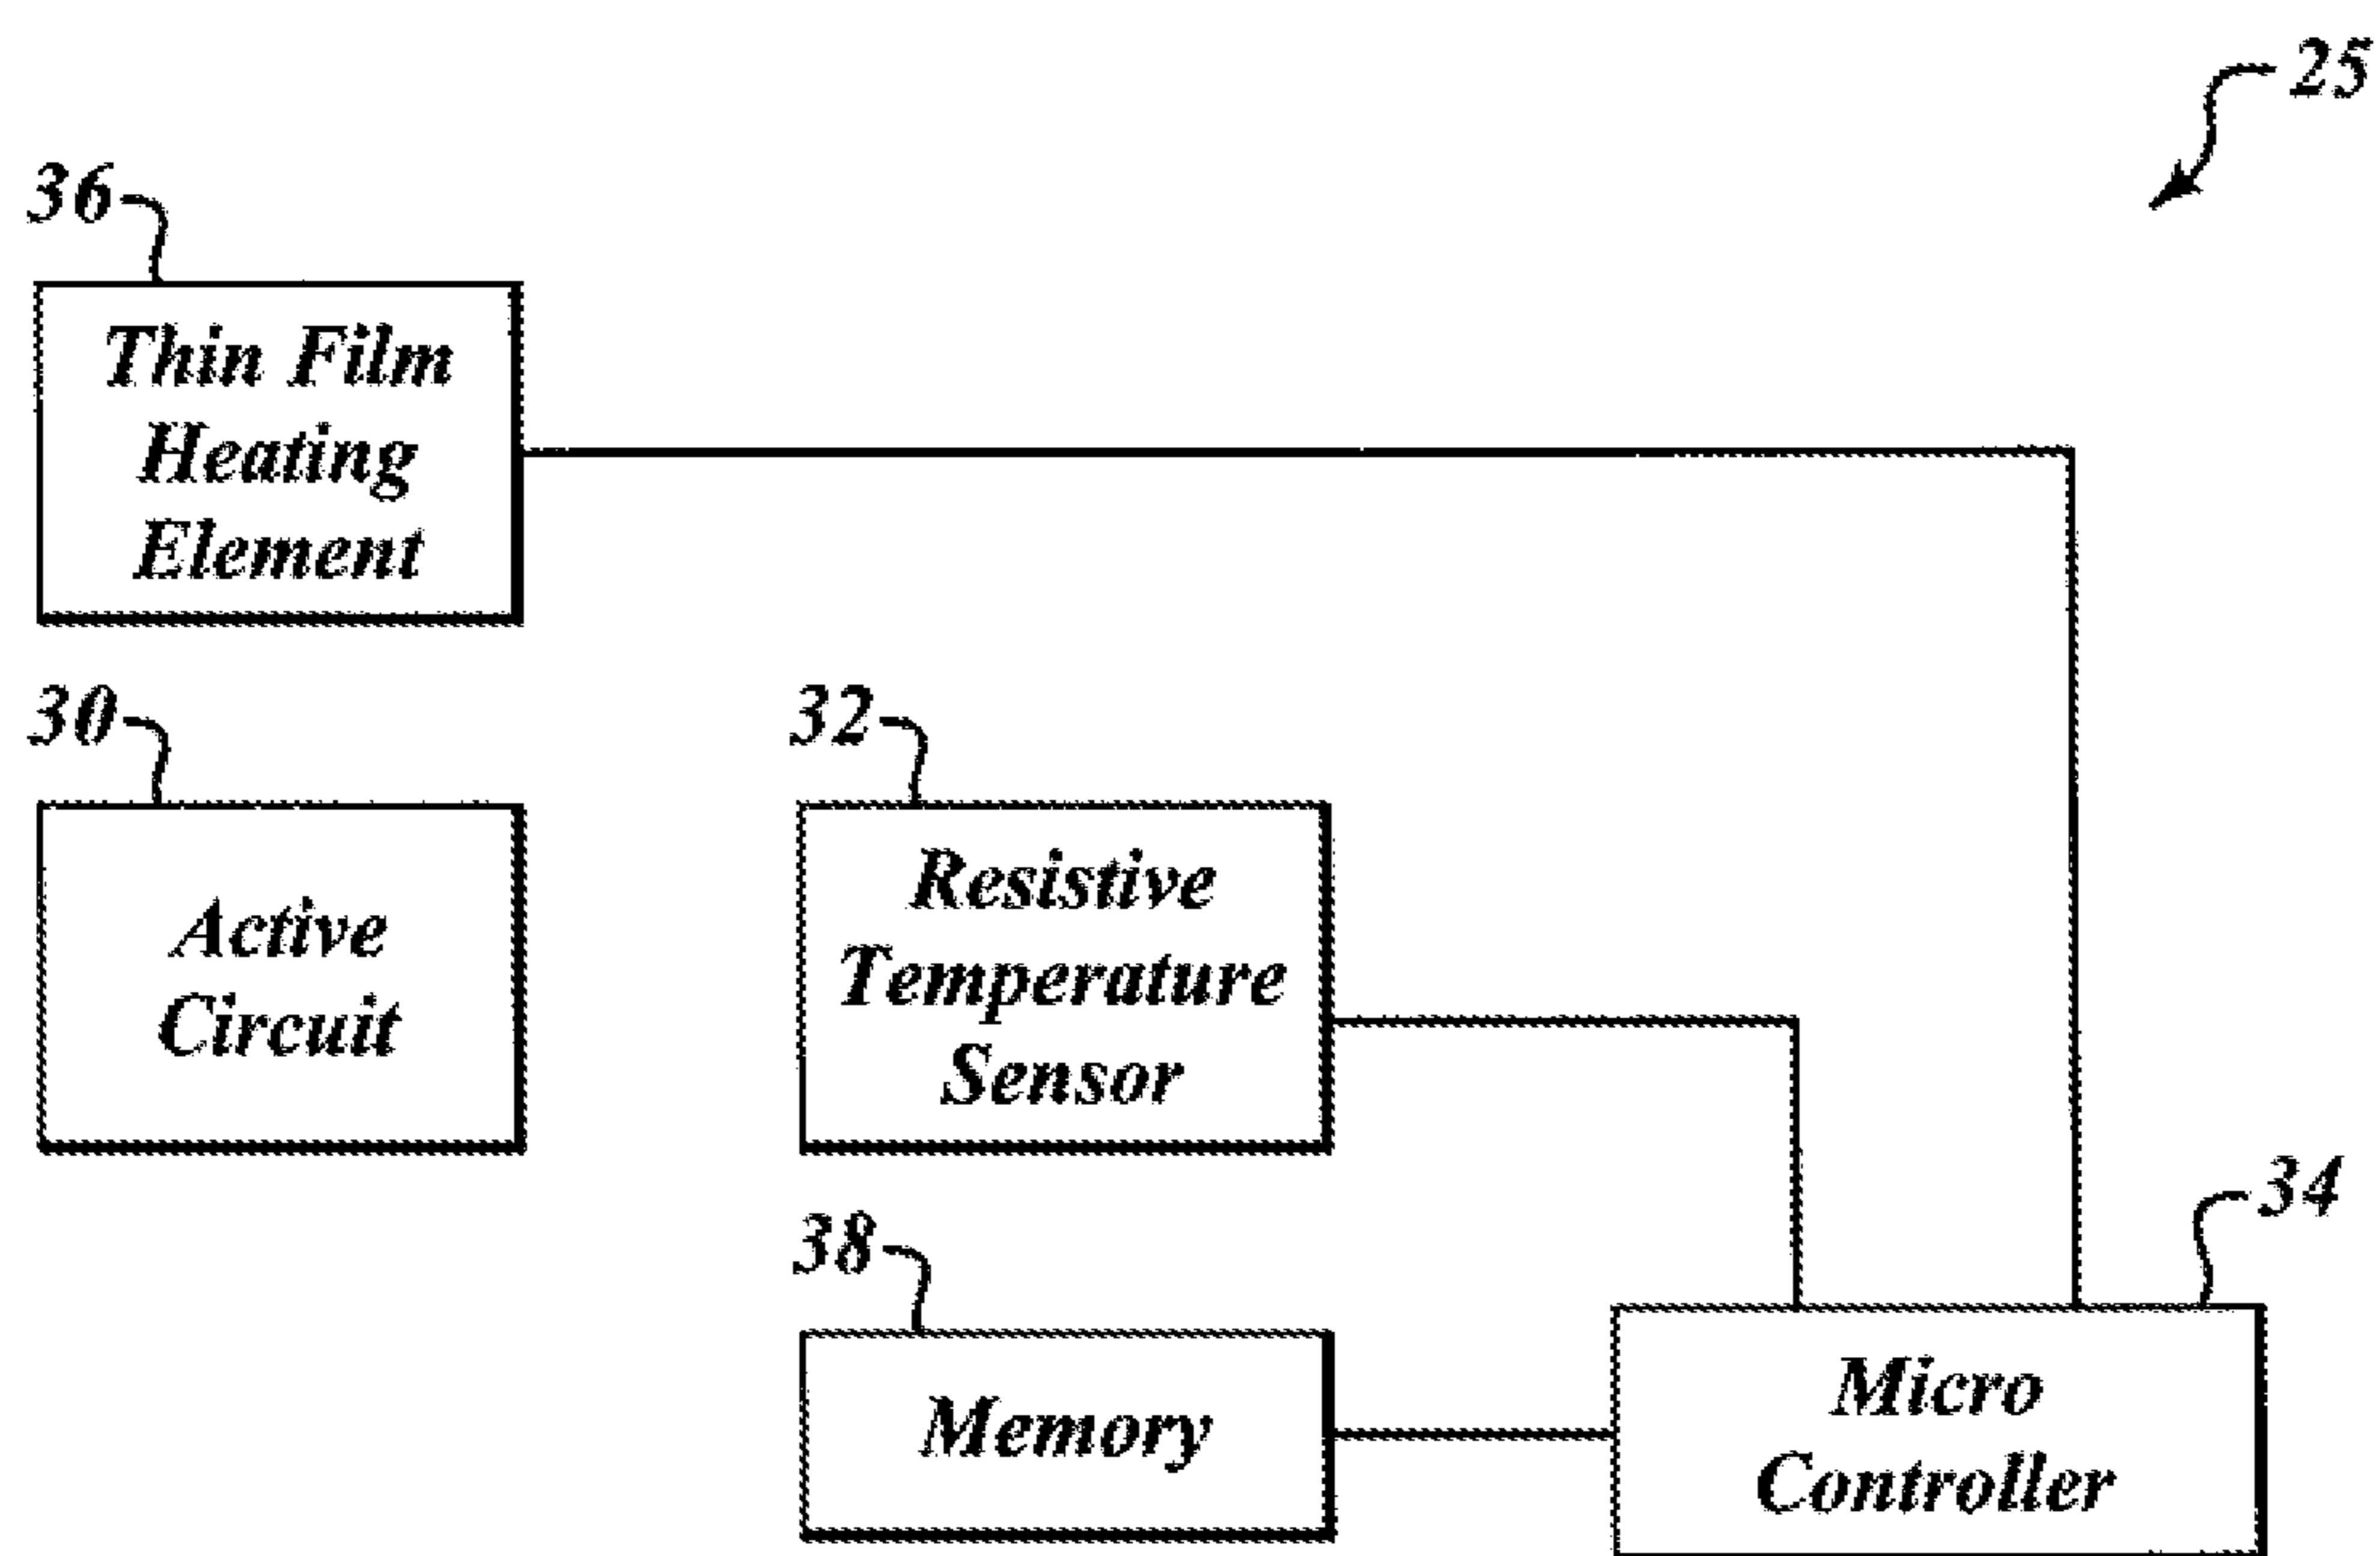 25
36
Thin Film
Heating
Element
30
32
Active
Circuit
Resistive
Temperature
Sensor
34
38
Memory
Micro
Controller